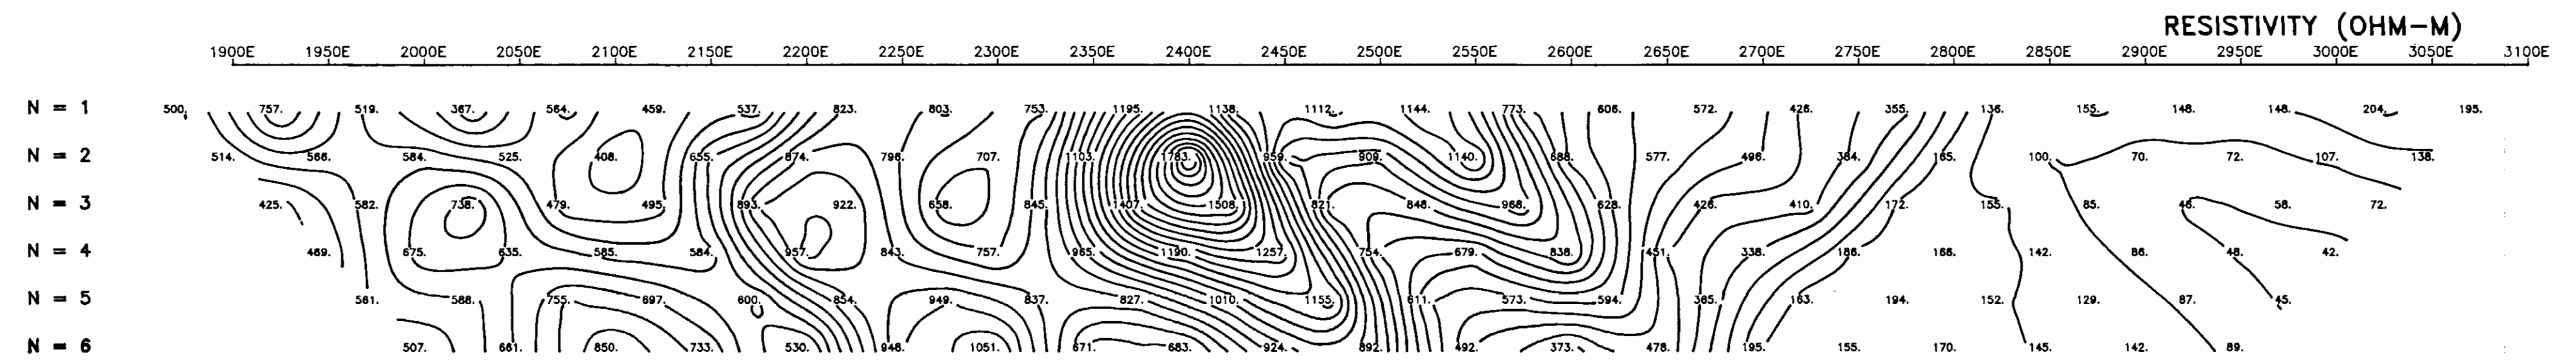 RESISTIVITY (OHM-M)
1900E 1950E 2000E 2050E 2100E 2150E 2200E 2250E 2300E 2350E 2400E 2450E 2500E 2550E 2600E 2650E 2700E 2750E 2800E 2850E 2900E 2950E 3000E 3050E 3100E
N = 1 500. 757. 519. 367. 564. 459. 537. 823. 803. 753. 1195. 1138. 1112. 1144. 773. 606. 572. 426. 355. 136. 155. 148. 148. 204. 195.
N = 2 514. 566. 584. 525. 408. 655. 874. 796. 707. 1103. 1783. 959. 909. 1140. 688. 577. 496. 384. 165. 100. 70. 72. 107. 138.
N = 3 425. 582. 738. 479. 495. 893. 922. 658. 845. 1407. 1508. 821. 848. 968. 628. 426. 410. 172. 155. 85. 46. 58. 72.
N = 4 469. 675. 635. 585. 584. 957. 843. 757. 965. 1190. 1257. 754. 679. 838. 451. 338. 186. 166. 142. 86. 48. 42.
N = 5 561. 588. 755. 697. 600. 854. 949. 837. 827. 1010. 1155. 611. 573. 594. 365. 163. 194. 152. 129. 87. 45.
N = 6 507. 661. 850. 733. 530. 946. 1051. 671. 683. 924. 892. 492. 373. 478. 195. 155. 170. 145. 142. 89.